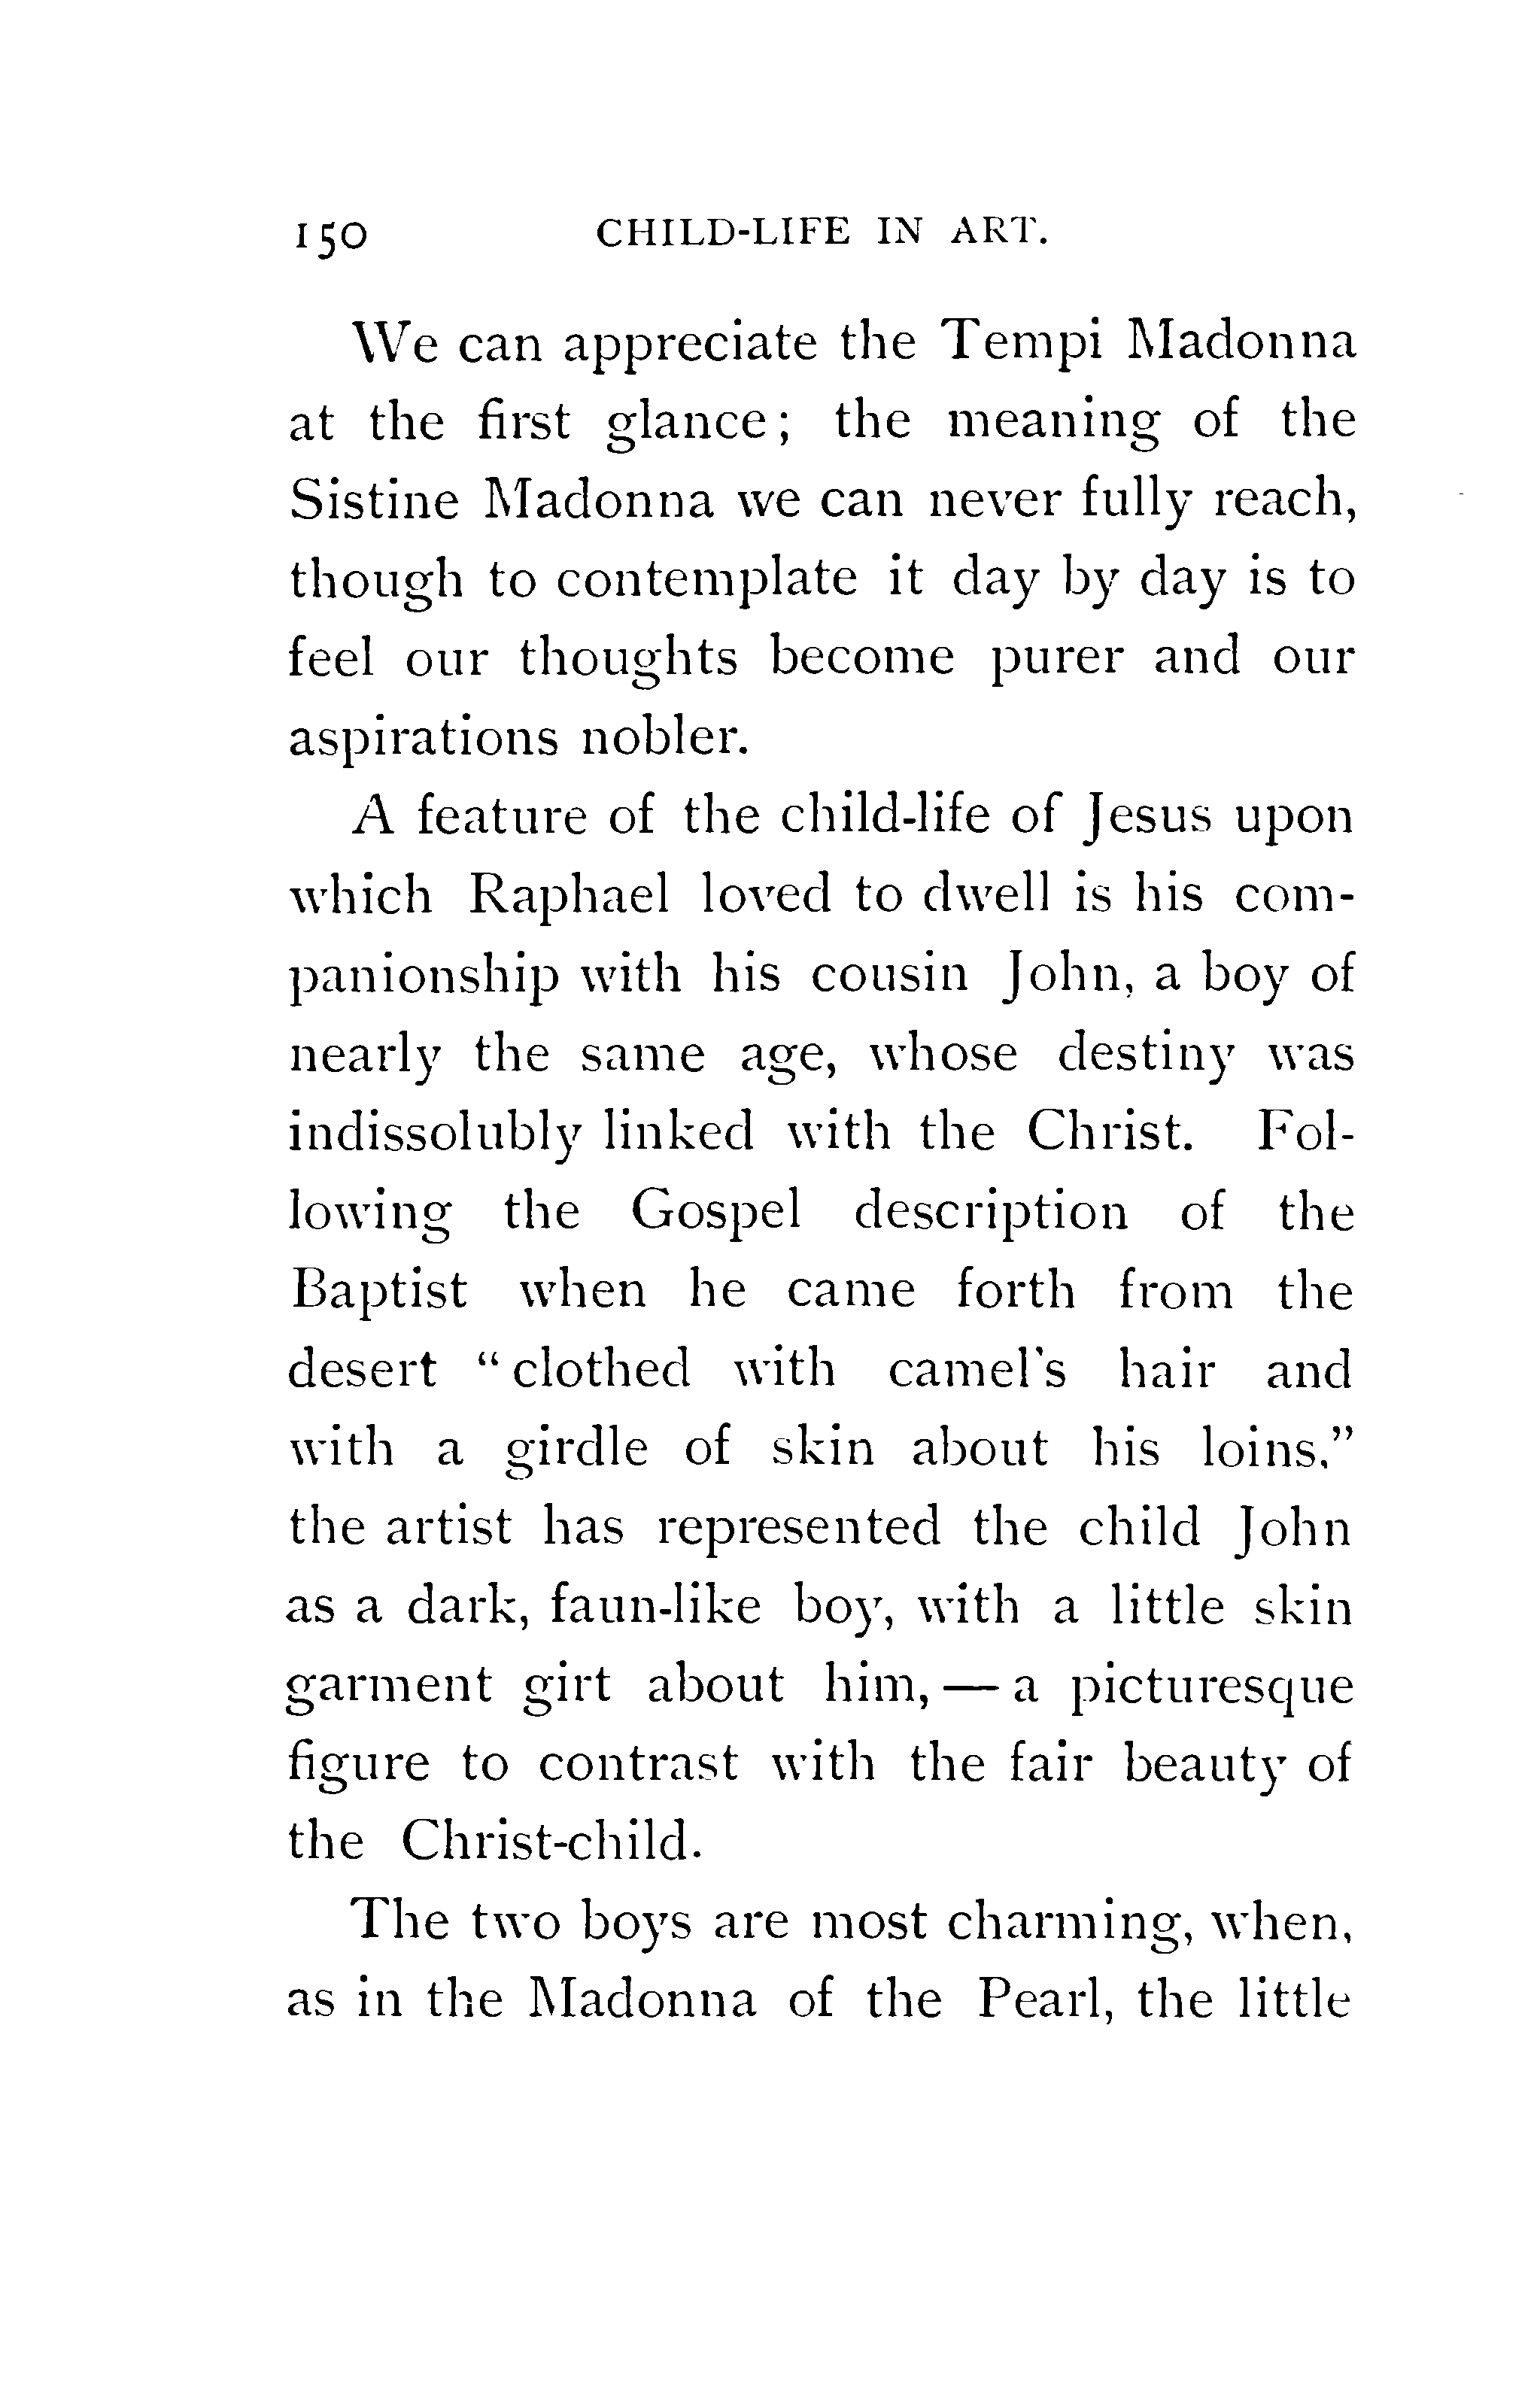 150 CHILD-LIFE IN ART.
We can appreciate the Tempi Madonna
at the first glance; the meaning of the
Sistine Madonna we can never fully reach,
though to contemplate it day by day is to
feel our thoughts become purer and our
aspirations nobler.
A feature of the child-life of Jesus upon
which Raphael loved to dwell is his com-
panionship with his cousin John, a boy of
nearly the same age, whose destiny was
indissolubly linked with the Christ. Fol-
lowing the Gospel description of the
Baptist when he came forth from the
desert "clothed with camel's hair and
with a girdle of skin about his loins,"
the artist has represented the child John
as a dark, faun-like boy, with a little skin
garment girt about him, — a picturesque
figure to contrast with the fair beauty of
the Christ-child.
The two boys are most charming, when,
as in the Madonna of the Pearl, the little